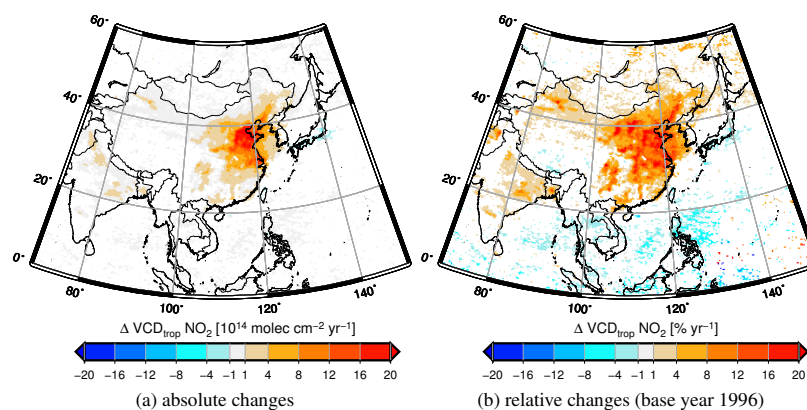 60˚
40˚
20˚
0˚
80˚
100˚
120˚
140˚
Δ VCDtrop NO2 [10^14 molec cm^−2 yr^−1]
−20 −16 −12 −8 −4 −1 1 4 8 12 16 20
(a) absolute changes
60˚
40˚
20˚
0˚
80˚
100˚
120˚
140˚
Δ VCDtrop NO2 [% yr^−1]
−20 −16 −12 −8 −4 −1 1 4 8 12 16 20
(b) relative changes (base year 1996)